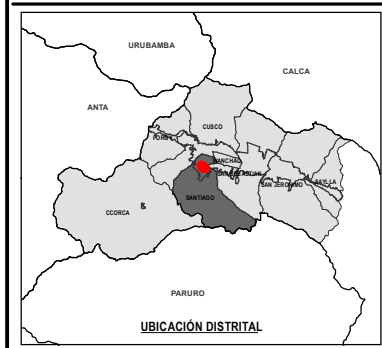 URUBAMBA
CALCA
ANTA
CUSCO
WANCHAQ
SAN SEBASTIAN
SAN JERONIMO
SAYLLA
SANTIAGO
CCORCA
PARURO
UBICACIÓN DISTRITAL